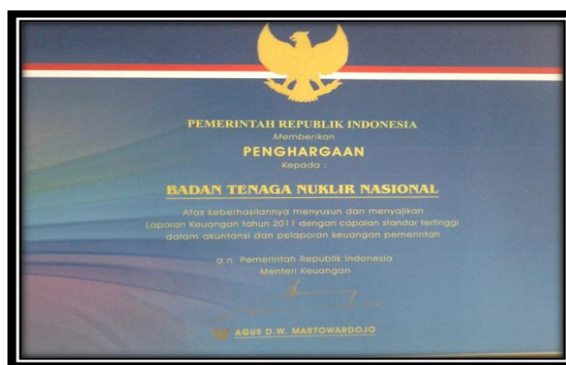 PEMERINTAH REPUBLIK INDONESIA
Memberikan
PENGHARGAAN
Kepada :
BADAN TENAGA NUKLIR NASIONAL
Atas keberhasilannya menyusun dan menyajikan
Laporan Keuangan tahun 2011 dengan capaian standar tertinggi
dalam akuntansi dan pelaporan keuangan pemerintah
a.n. Pemerintah Republik Indonesia
Menteri Keuangan
AGUS D.W. MARTOWARDOJO